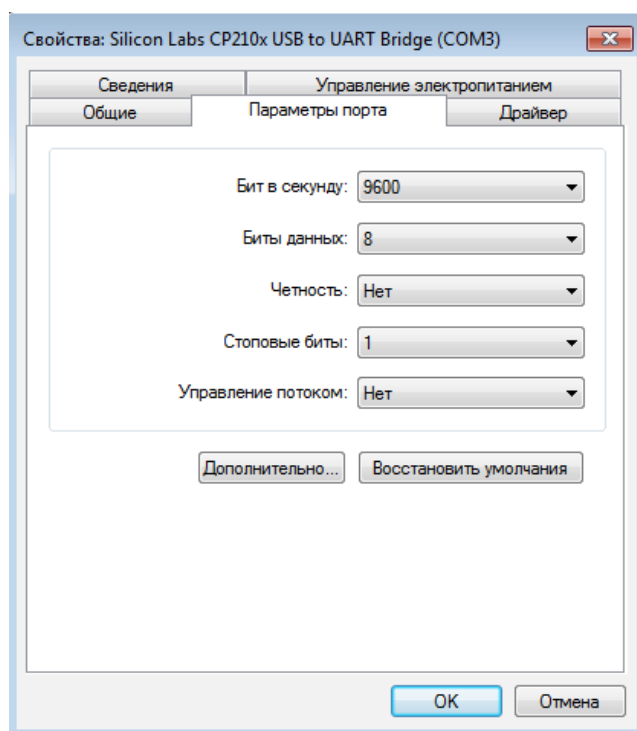 Свойства: Silicon Labs CP210x USB to UART Bridge (COM3)
Сведения
Управление электропитанием
Общие
Параметры порта
Драйвер
Бит в секунду: 9600
Биты данных: 8
Четность: Нет
Стоповые биты: 1
Управление потоком: Нет
Дополнительно... Восстановить умолчания
OK Отмена